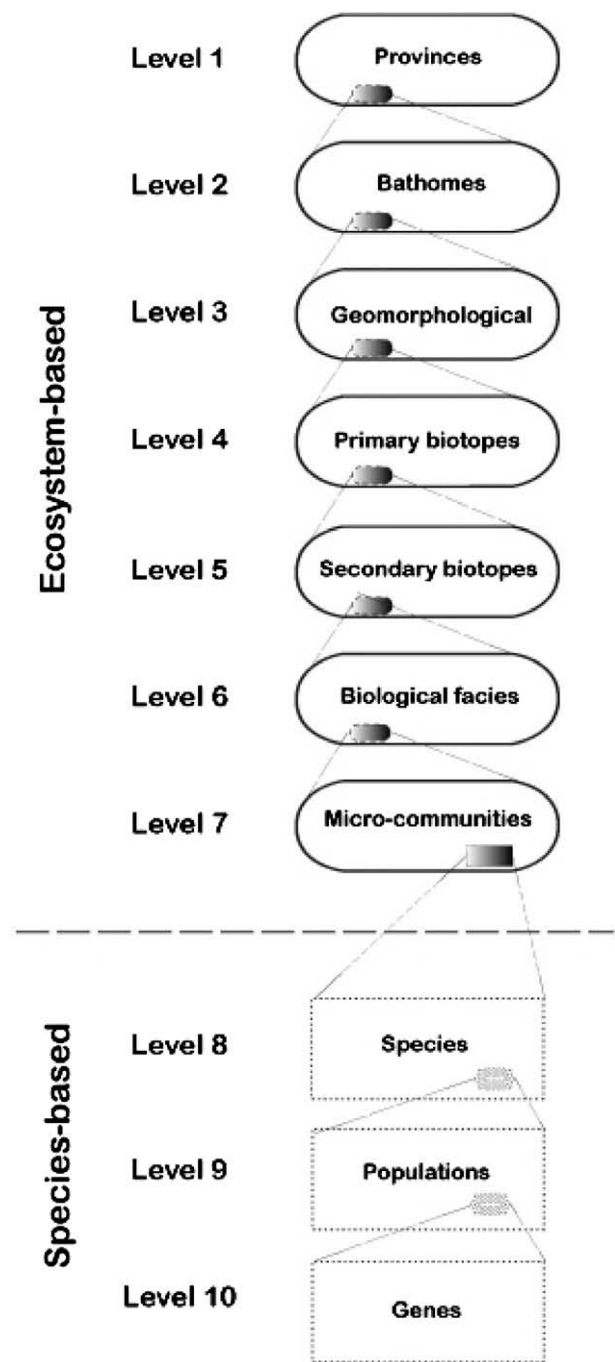 Level 1
Provinces
Level 2
Bathomes
Level 3
Geomorphological
Level 4
Primary biotopes
Level 5
Secondary biotopes
Level 6
Biological facies
Level 7
Micro-communities
Ecosystem-based
Level 8
Species
Level 9
Populations
Level 10
Genes
Species-based